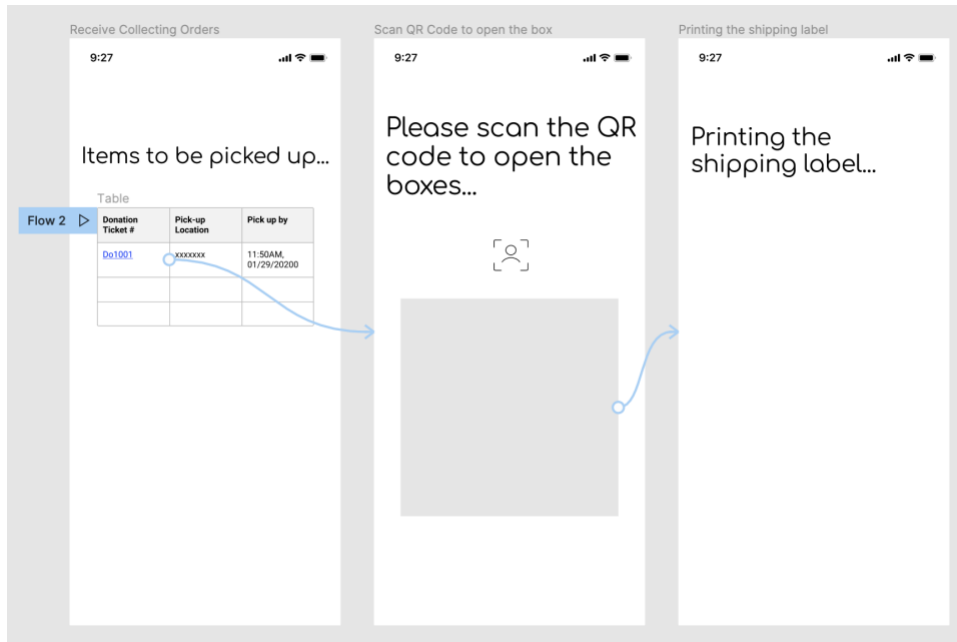 Receive Collecting Orders
9:27
Items to be picked up...
Table
Flow 2
Donation Ticket #
Pick-up Location
Pick up by
Do1001
xxxxxxx
11:50AM,
01/29/20200
Scan QR Code to open the box
9:27
Please scan the QR
code to open the
boxes...
Printing the shipping label
9:27
Printing the
shipping label...